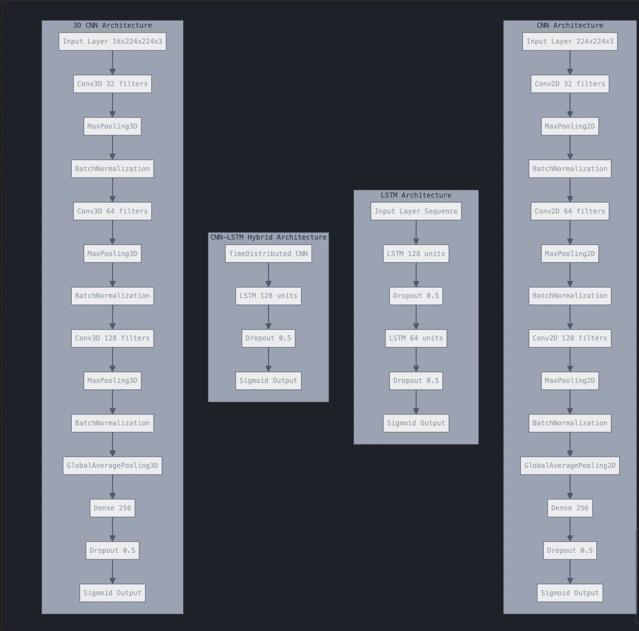 3D CNN Architecture
Input Layer 16x224x224x3
Conv3D 32 filters
MaxPooling3D
BatchNormalization
Conv3D 64 filters
MaxPooling3D
BatchNormalization
Conv3D 128 filters
MaxPooling3D
BatchNormalization
GlobalAveragePooling3D
Dense 256
Dropout 0.5
Sigmoid Output
CNN-LSTM Hybrid Architecture
TimeDistributed CNN
LSTM 128 units
Dropout 0.5
Sigmoid Output
LSTM Architecture
Input Layer Sequence
LSTM 128 units
Dropout 0.5
LSTM 64 units
Dropout 0.5
Sigmoid Output
CNN Architecture
Input Layer 224x224x3
Conv2D 32 filters
MaxPooling2D
BatchNormalization
Conv2D 64 filters
MaxPooling2D
BatchNormalization
Conv2D 128 filters
MaxPooling2D
BatchNormalization
GlobalAveragePooling2D
Dense 256
Dropout 0.5
Sigmoid Output